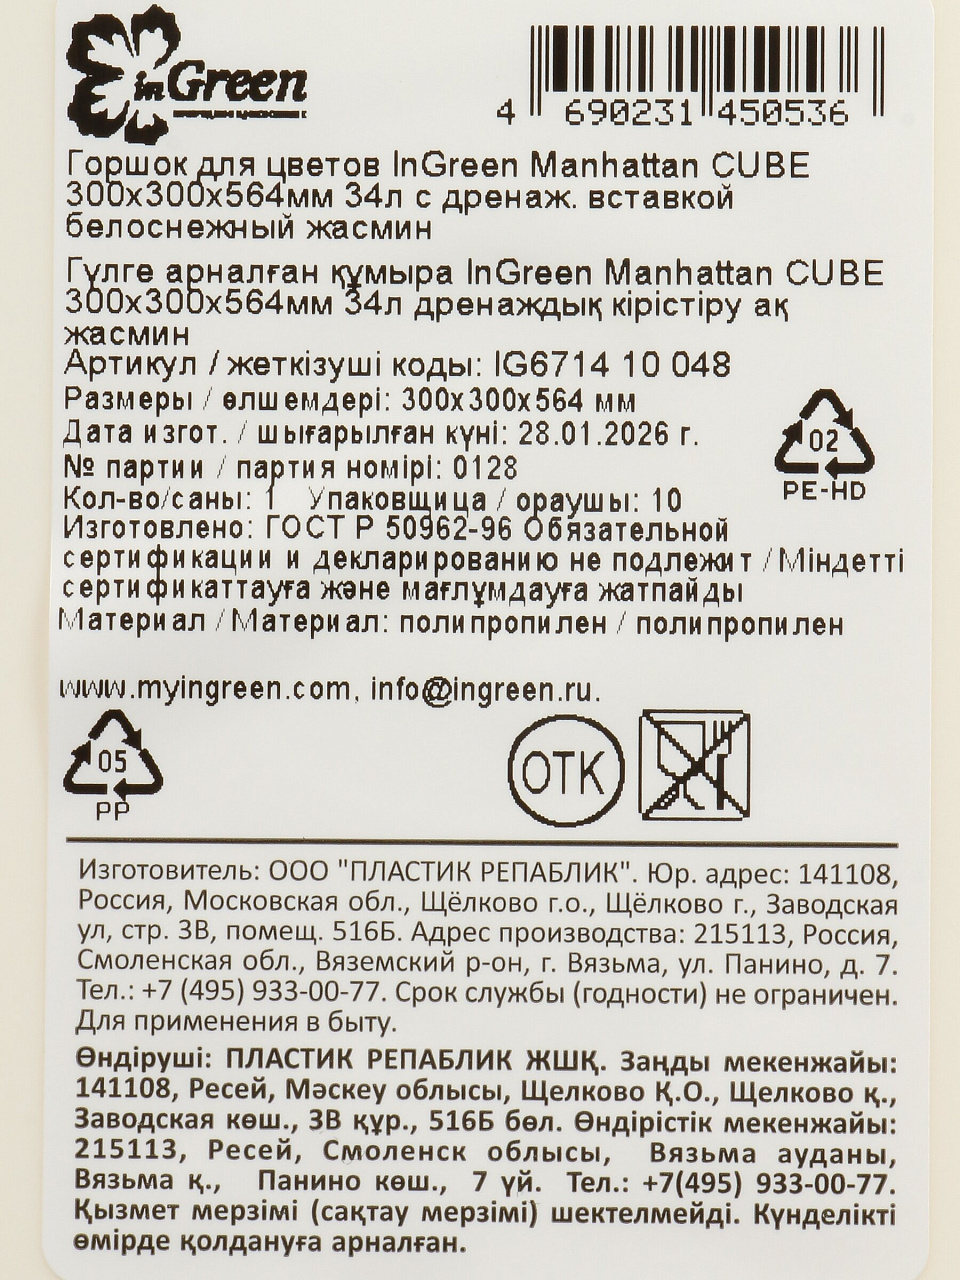 inGreen
4 690231 450536
Горшок для цветов InGreen Manhattan CUBE
300х300х564мм 34л с дренаж. вставкой
белоснежный жасмин
Гүлге арналған құмыра InGreen Manhattan CUBE
300х300х564мм 34л дренаждық кірістіру ақ
жасмин
Артикул / жеткізуші коды: IG6714 10 048
Размеры / өлшемдері: 300х300х564 мм
Дата изгот. / шығарылған күні: 28.01.2026 г.
02
№ партии / партия номірі: 0128
PE-HD
Кол-во/саны: 1 Упаковщица / ораушы: 10
Изготовлено: ГОСТ Р 50962-96 Обязательной
сертификации и декларированию не подлежит / Міндетті
сертификаттауға және мағлұмдауға жатпайды
Материал / Материал: полипропилен / полипропилен
www.myingreen.com, info@ingreen.ru.
05
PP
ОТК
Изготовитель: ООО "ПЛАСТИК РЕПАБЛИК". Юр. адрес: 141108,
Россия, Московская обл., Щёлково г.о., Щёлково г., Заводская
ул, стр. 3В, помещ. 516Б. Адрес производства: 215113, Россия,
Смоленская обл., Вяземский р-он, г. Вязьма, ул. Панино, д. 7.
Тел.: +7 (495) 933-00-77. Срок службы (годности) не ограничен.
Для применения в быту.
Өндіруші: ПЛАСТИК РЕПАБЛИК ЖШҚ. Заңды мекенжайы:
141108, Ресей, Мәскеу облысы, Щелково Қ.О., Щелково қ.,
Заводская көш., 3В құр., 516Б бөл. Өндірістік мекенжайы:
215113, Ресей, Смоленск облысы, Вязьма ауданы,
Вязьма қ., Панино көш., 7 үй. Тел.: +7(495) 933-00-77.
Қызмет мерзімі (сақтау мерзімі) шектелмейді. Күнделікті
өмірде қолдануға арналған.